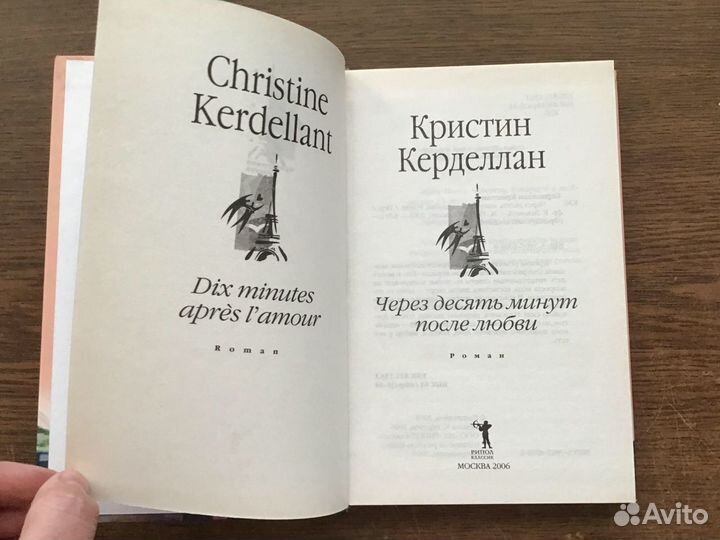 Christine
Kerdellant
Dix minutes
après l'amour
Roman
Кристин
Керделлан
Через десять минут
после любви
Роман
РИПОЛ
КЛАССИК
МОСКВА 2006
Avito